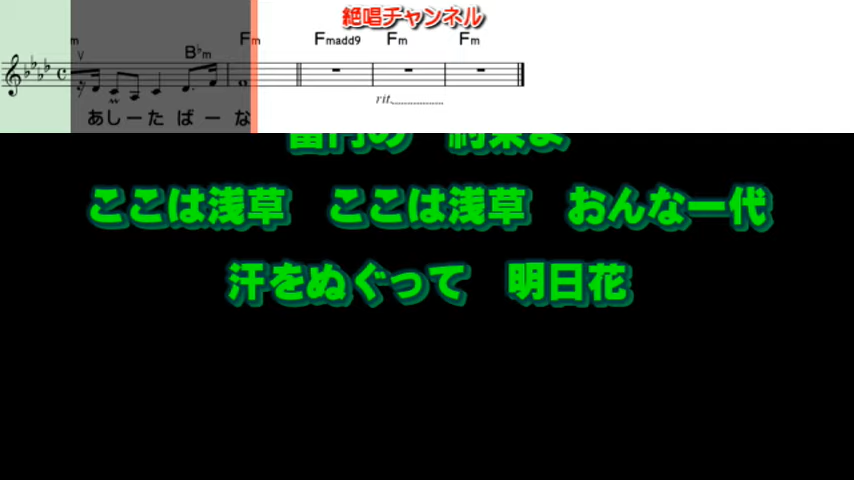 絶唱チャンネル
m B♭m Fm Fmadd9 Fm Fm
rit.
あしーたばーな
ここは浅草 ここは浅草 おんな一代
汗をぬぐって 明日花